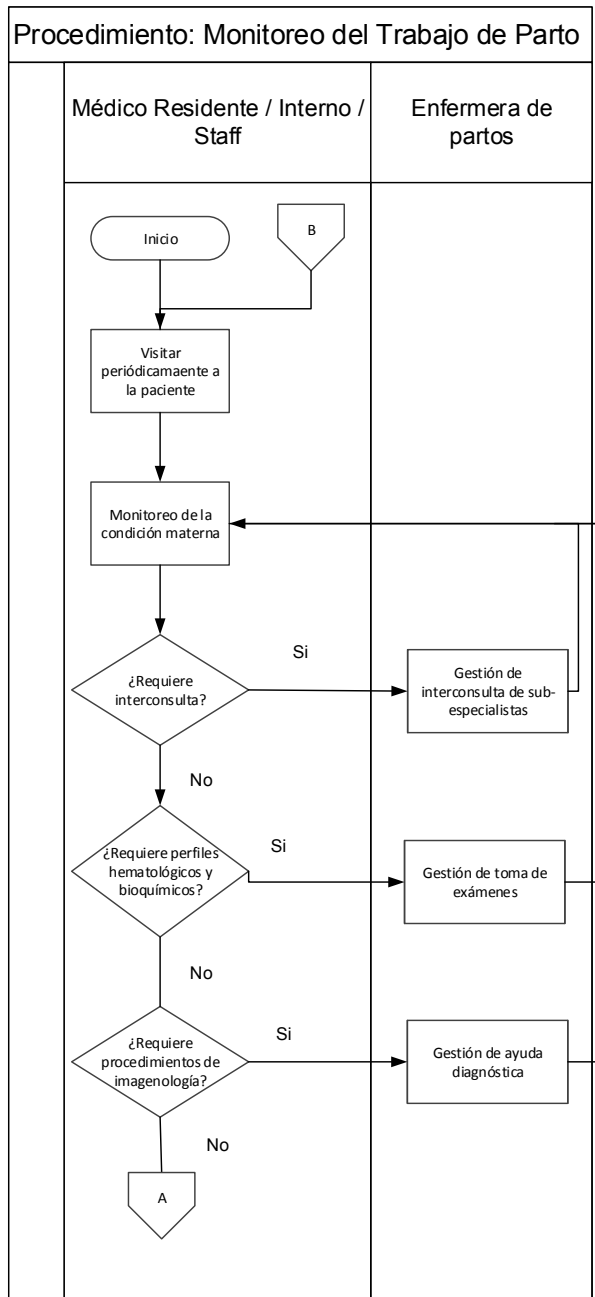 Procedimiento: Monitoreo del Trabajo de Parto
Médico Residente / Interno /
Staff
Enfermera de
partos
Inicio
B
Visitar
periódicamaente a
la paciente
Monitoreo de la
condición materna
¿Requiere
interconsulta?
Si
Gestión de
interconsulta de sub-
especialistas
No
¿Requiere perfiles
hematológicos y
bioquímicos?
Si
Gestión de toma de
exámenes
No
¿Requiere
procedimientos de
imagenología?
Si
Gestión de ayuda
diagnóstica
No
A